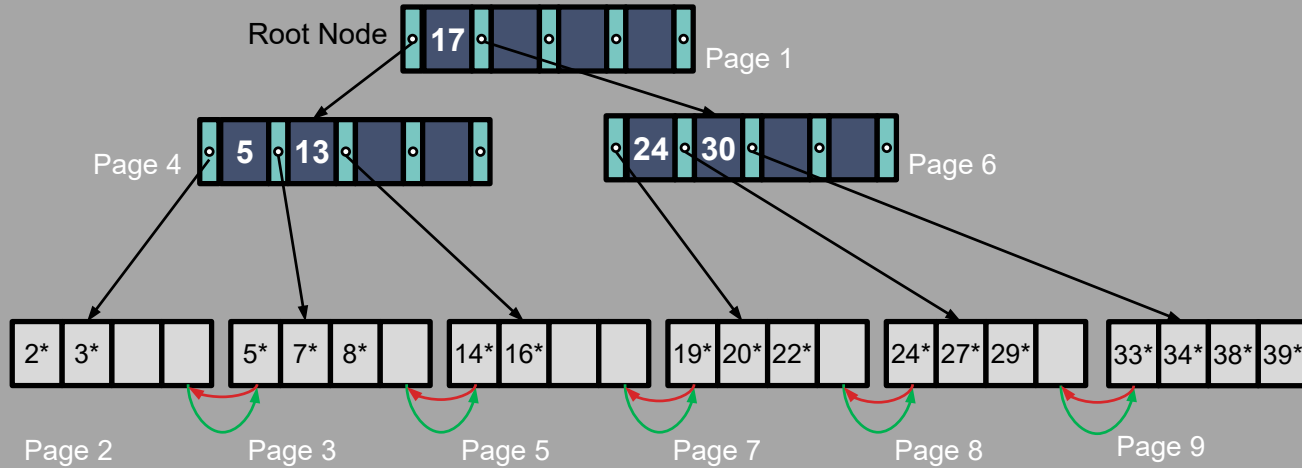 Root Node
17
Page 1
Page 4
5 13
24 30
Page 6
2* 3*
5* 7* 8*
14* 16*
19* 20* 22*
24* 27* 29*
33* 34* 38* 39*
Page 2
Page 3
Page 5
Page 7
Page 8
Page 9